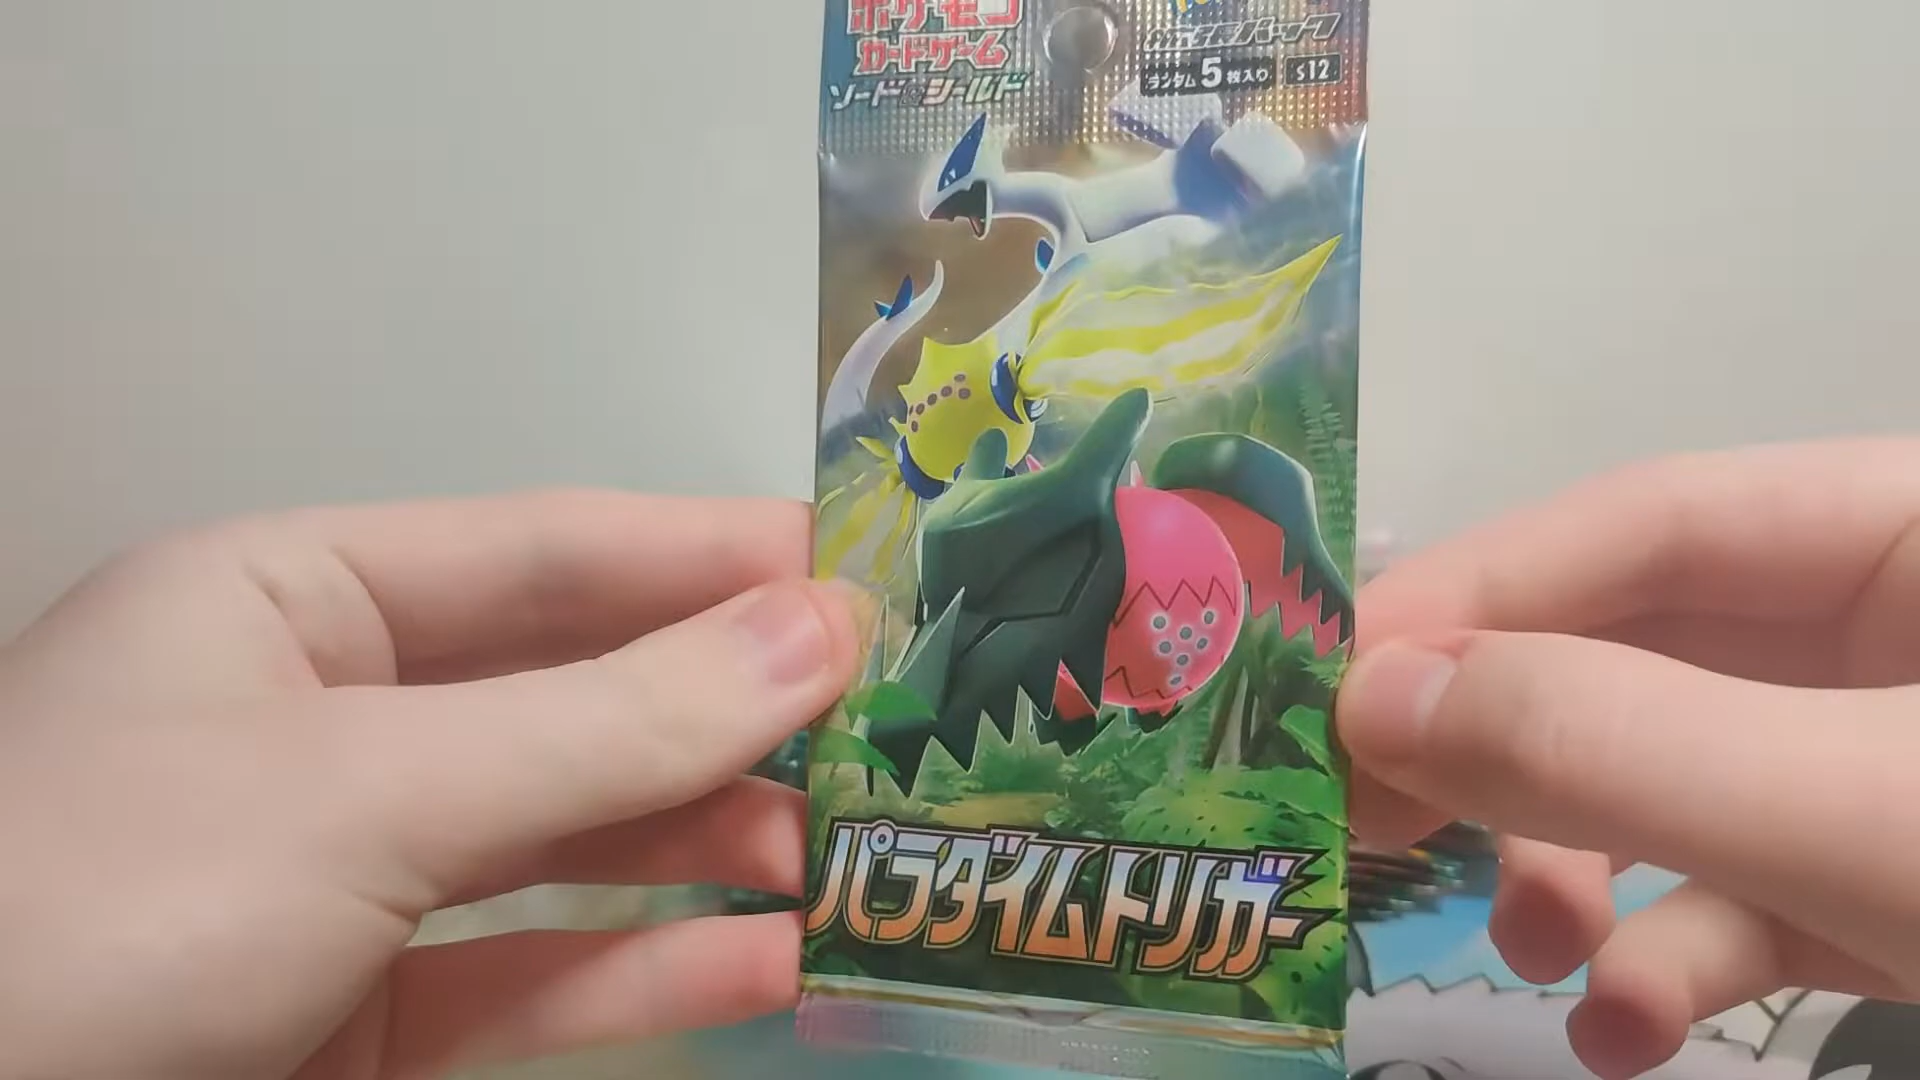 ポケモン
カードゲーム
ソード&シールド
拡張パック
ランダム5枚入り
S12
パラダイムトリガー